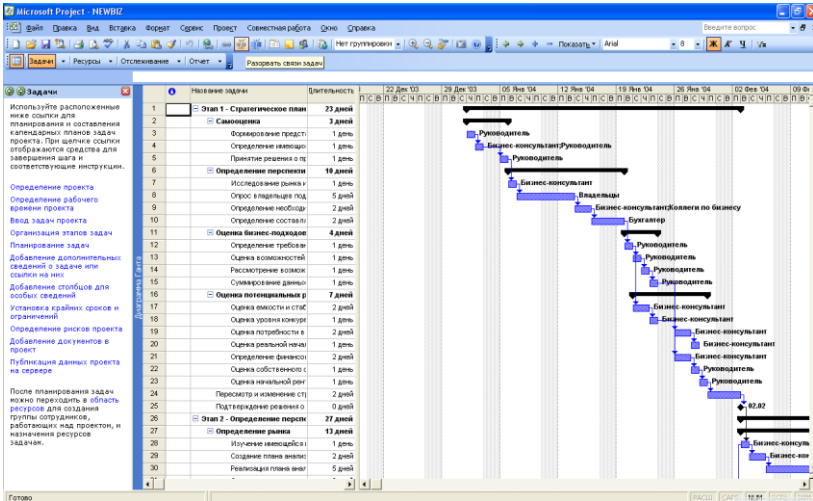 Microsoft Project - NEWBIZ
Файл Правка Вид Вставка Формат Сервис Проект Совместная работа Окно Справка
Введите вопрос
Нет группировки Показать Arial 8 Ж К Ч
Задачи Ресурсы Отслеживание Отчет
Разорвать связи задач
Задачи
Используйте расположенные
ниже ссылки для
планирования и составления
календарных планов задач
проекта. При щелчке ссылки
отображаются средства для
завершения шага и
соответствующие инструкции.
Определение проекта
Определение рабочего
времени проекта
Ввод задач проекта
Организация этапов задач
Планирование задач
Добавление дополнительных
сведений о задаче или
ссылки на них
Добавление столбцов для
особых сведений
Установка крайних сроков и
ограничений
Определение рисков проекта
Добавление документов в
проект
Публикация данных проекта
на сервере
После планирования задач
можно переходить в область
ресурсов для создания
группы сотрудников,
работающих над проектом, и
назначения ресурсов
задачам.
Диаграмма Ганта
Название задачи Длительность
22 Дек '03 29 Дек '03 05 Янв '04 12 Янв '04 19 Янв '04 26 Янв '04 02 Фев '04
1 Этап 1 - Стратегическое план 23 дней
2 Самооценка 3 дней
3 Формирование предст 1 день Руководитель
4 Определение имеющо 1 день Бизнес-консультант;Руководитель
5 Принятие решения о пр 1 день Руководитель
6 Определение перспекти 10 дней
7 Исследование рынка и 1 день Бизнес-консультант
8 Опрос владельцев под 5 дней Владельцы
9 Определение необходи 2 дней Бизнес-консультант;Коллеги по бизнесу
10 Определение составля 2 дней Бухгалтер
11 Оценка бизнес-подходов 4 дней
12 Определение требован 1 день Руководитель
13 Оценка возможностей 1 день Руководитель
14 Рассмотрение возмож 1 день Руководитель
15 Суммирование данных 1 день Руководитель
16 Оценка потенциальных р 7 дней
17 Оценка емкости и стаб 2 дней Бизнес-консультант
18 Оценка уровня конкуре 1 день Бизнес-консультант
19 Оценка потребности в 2 дней Бизнес-консультант
20 Оценка реальной начал 1 день Бизнес-консультант
21 Определение финансов 2 дней Бизнес-консультант
22 Оценка собственного с 1 день Руководитель
23 Оценка начальной рент 1 день Руководитель
24 Пересмотр и изменение стр 2 дней
25 Подтверждение решения о 0 дней 02.02
26 Этап 2 - Определение перспе 27 дней
27 Определение рынка 13 дней
28 Изучение имеющейся и 1 день Бизнес-консуль
29 Создание плана анализ 2 дней Бизнес-кон
30 Реализация плана анал 5 дней
Готово